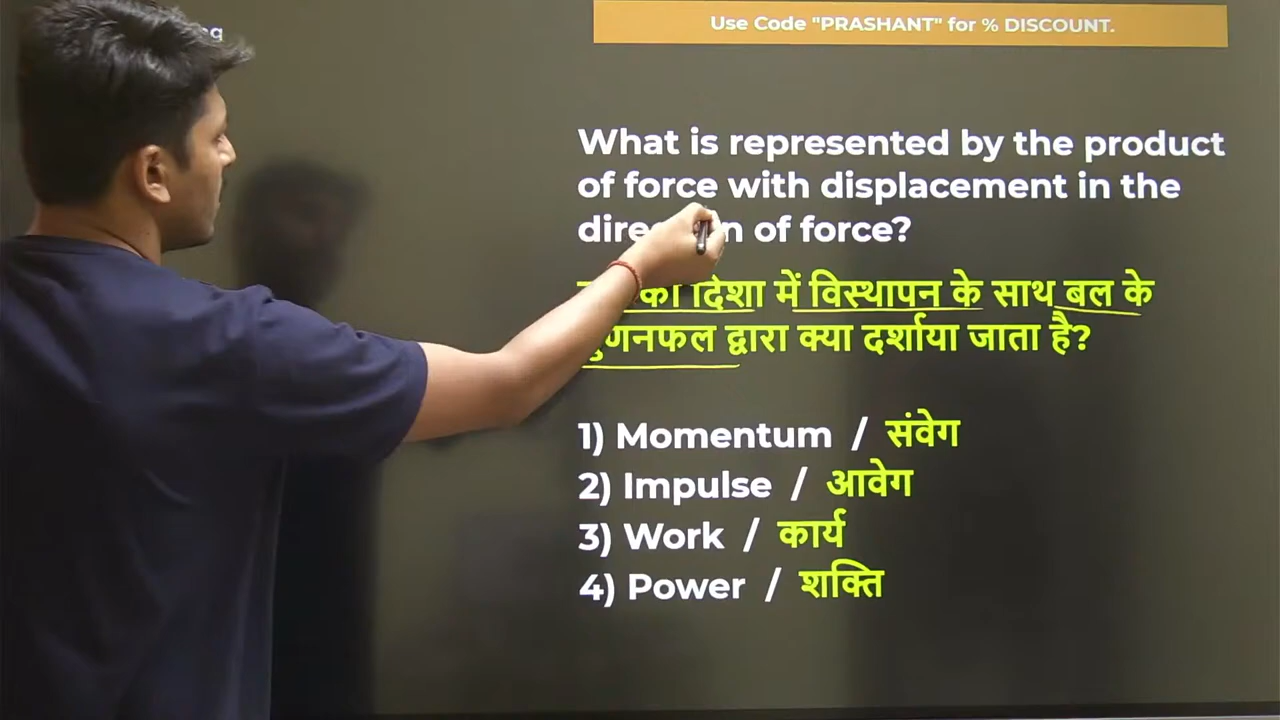 Use Code "PRASHANT" for % DISCOUNT.
What is represented by the product
of force with displacement in the
of force?
दिशा में विस्थापन के साथ बल के
द्वारा क्या दर्शाया जाता है?
1) Momentum / संवेग
2) Impulse / आवेग
3) Work / कार्य
4) Power / शक्ति